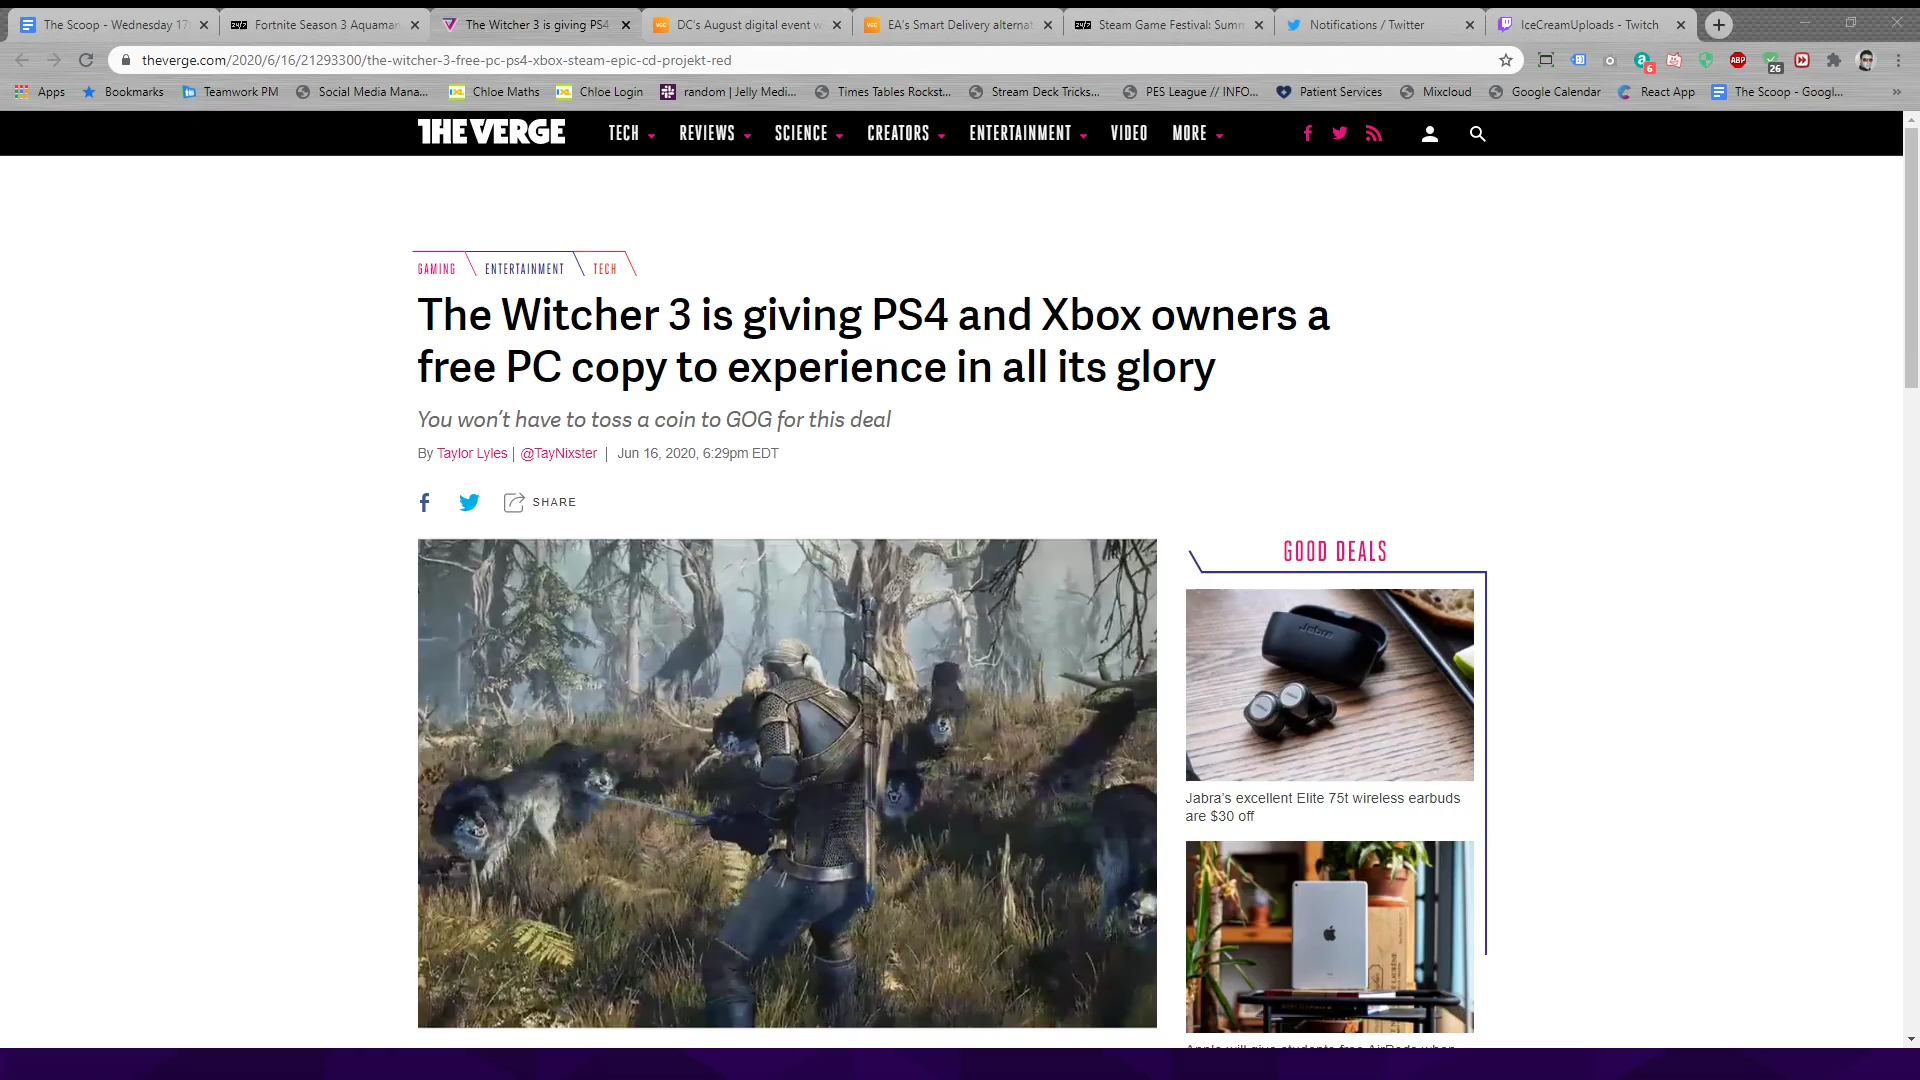 The Scoop - Wednesday 17
Fortnite Season 3 Aquaman
The Witcher 3 is giving PS4
DC's August digital event w
EA's Smart Delivery alternat
Steam Game Festival: Summ
Notifications / Twitter
IceCreamUploads - Twitch
theverge.com/2020/6/16/21293300/the-witcher-3-free-pc-ps4-xbox-steam-epic-cd-projekt-red
6
ABP
26
Apps
Bookmarks
Teamwork PM
Social Media Mana...
Chloe Maths
Chloe Login
random | Jelly Medi...
Times Tables Rockst...
Stream Deck Tricks...
PES League // INFO...
Patient Services
Mixcloud
Google Calendar
React App
The Scoop - Googl...
THE VERGE
TECH
REVIEWS
SCIENCE
CREATORS
ENTERTAINMENT
VIDEO
MORE
GAMING
ENTERTAINMENT
TECH
The Witcher 3 is giving PS4 and Xbox owners a
free PC copy to experience in all its glory
You won't have to toss a coin to GOG for this deal
By Taylor Lyles | @TayNixster | Jun 16, 2020, 6:29pm EDT
SHARE
GOOD DEALS
Jabra
Jabra's excellent Elite 75t wireless earbuds
are $30 off